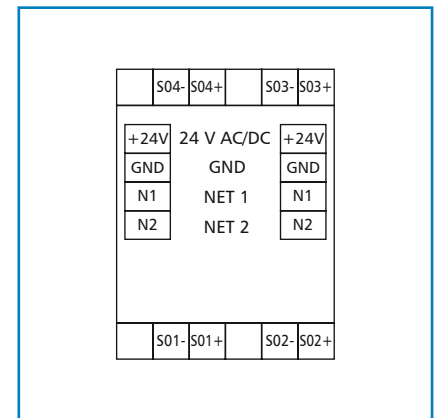 S04- S04+ S03- S03+
+24V 24 V AC/DC +24V
GND GND GND
N1 NET 1 N1
N2 NET 2 N2
S01- S01+ S02- S02+